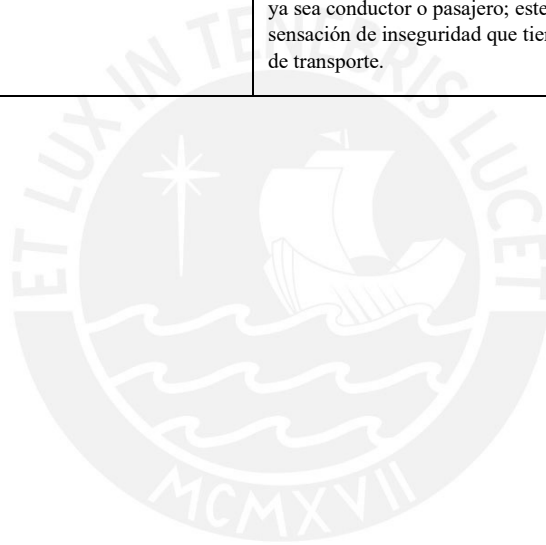 ya sea conductor o pasajero; este
sensación de inseguridad que
de transporte.
ET LUX IN TENEBRIS LUCET
MCMXVII